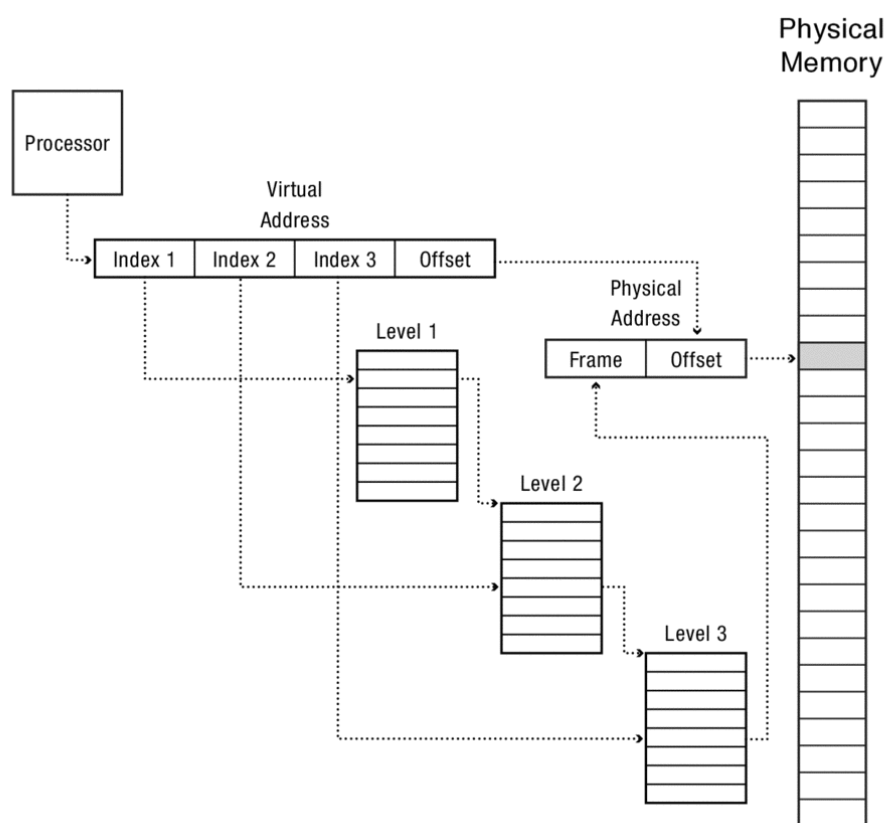 Physical
Memory
Processor
Virtual
Address
Index 1
Index 2
Index 3
Offset
Physical
Address
Level 1
Frame
Offset
Level 2
Level 3